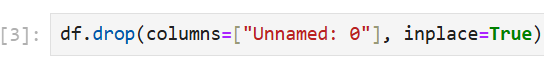 [3]: df.drop(columns=["Unnamed: 0"], inplace=True)